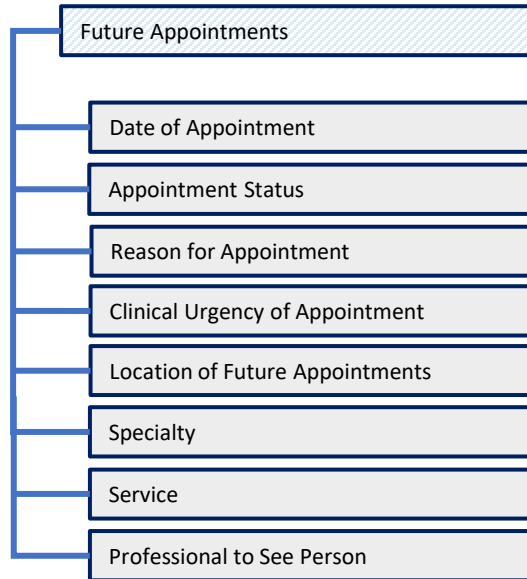 Future Appointments
Date of Appointment
Appointment Status
Reason for Appointment
Clinical Urgency of Appointment
Location of Future Appointments
Specialty
Service
Professional to See Person